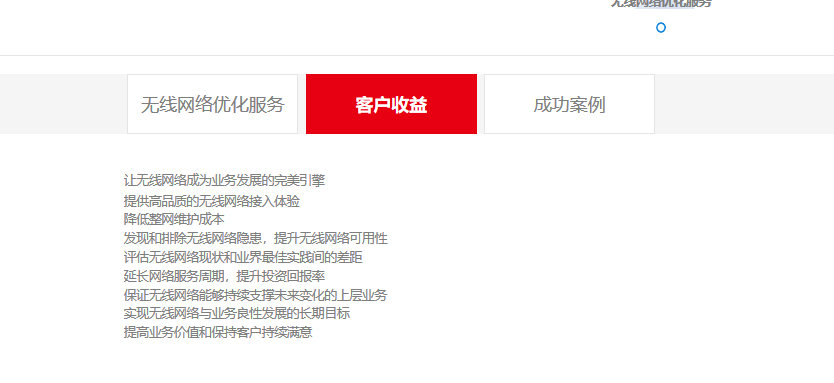 无线网络优化服务
无线网络优化服务
客户收益
成功案例
让无线网络成为业务发展的完美引擎
提供高品质的无线网络接入体验
降低整网维护成本
发现和排除无线网络隐患，提升无线网络可用性
评估无线网络现状和业界最佳实践间的差距
延长网络服务周期，提升投资回报率
保证无线网络能够持续支撑未来变化的上层业务
实现无线网络与业务良性发展的长期目标
提高业务价值和保持客户持续满意